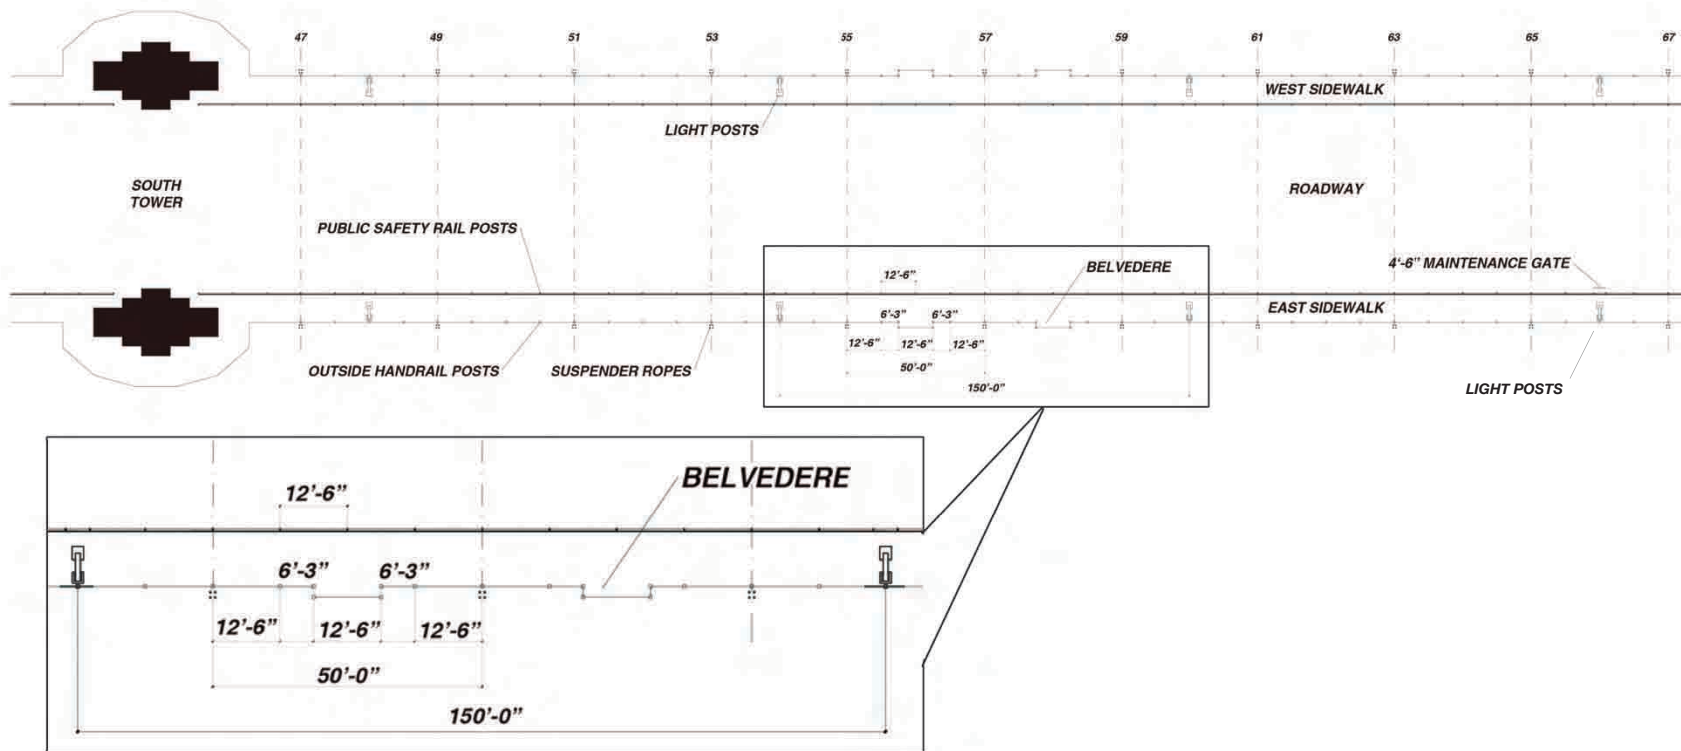 47 49 51 53 55 57 59 61 63 65 67
WEST SIDEWALK
LIGHT POSTS
SOUTH
TOWER
ROADWAY
PUBLIC SAFETY RAIL POSTS
BELVEDERE
4'-6” MAINTENANCE GATE
12’-6”
EAST SIDEWALK
6’-3” 6’-3”
12’-6” 12’-6” 12’-6”
OUTSIDE HANDRAIL POSTS
SUSPENDER ROPES
50’-0”
150’-0”
LIGHT POSTS
BELVEDERE
12’-6”
6’-3” 6’-3”
12’-6” 12’-6” 12’-6”
50’-0”
150’-0”